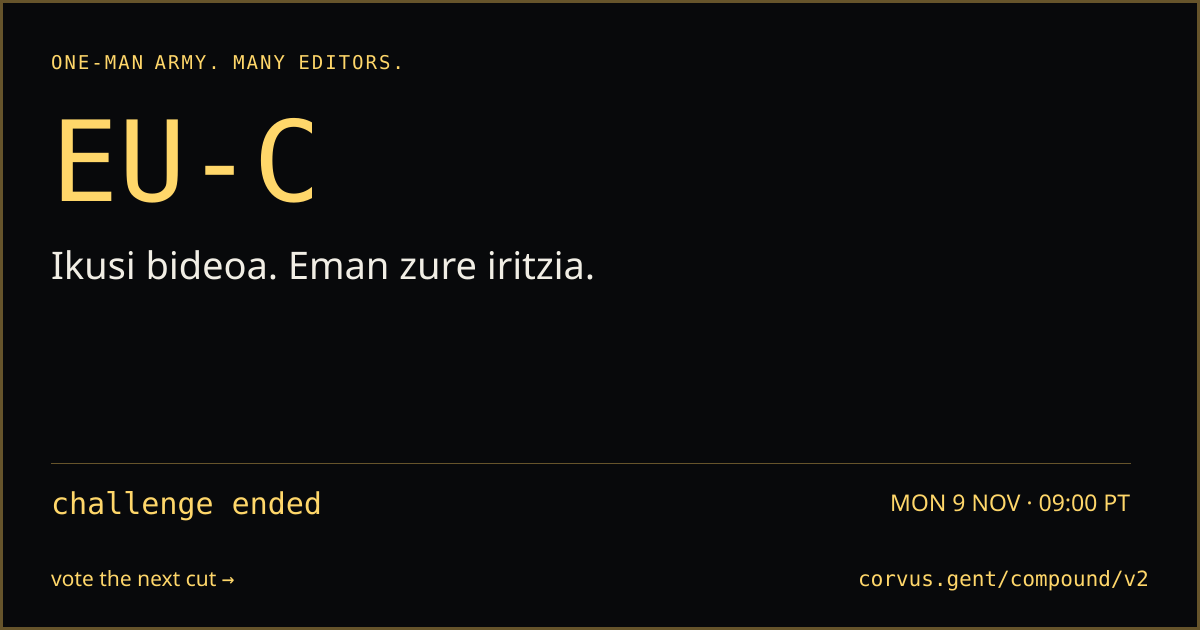 ONE-MAN ARMY. MANY EDITORS.
EU-C
Ikusi bideoa. Eman zure iritzia.
challenge ended
MON 9 NOV · 09:00 PT
vote the next cut →
corvus.gent/compound/v2